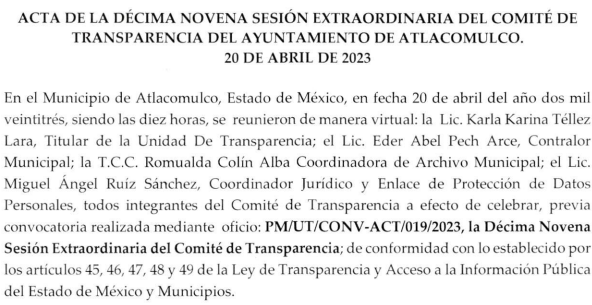 ACTA DE LA DÉCIMA NOVENA SESIÓN EXTRAORDINARIA DEL COMITÉ DE
TRANSPARENCIA DEL AYUNTAMIENTO DE ATLACOMULCO.
20 DE ABRIL DE 2023
En el Municipio de Atlacomulco, Estado de México, en fecha 20 de abril del año dos mil
veintitrés, siendo las diez horas, se reunieron de manera virtual: la Lic. Karla Karina Téllez
Lara, Titular de la Unidad De Transparencia; el Lic. Eder Abel Pech Arce, Contralor
Municipal; la T.C.C. Romualda Colín Alba Coordinadora de Archivo Municipal; el Lic.
Miguel Ángel Ruíz Sánchez, Coordinador Jurídico y Enlace de Protección de Datos
Personales, todos integrantes del Comité de Transparencia a efecto de celebrar, previa
convocatoria realizada mediante oficio: PM/UT/CONV-ACT/019/2023, la Décima Novena
Sesión Extraordinaria del Comité de Transparencia; de conformidad con lo establecido por
los artículos 45, 46, 47, 48 y 49 de la Ley de Transparencia y Acceso a la Información Pública
del Estado de México y Municipios.